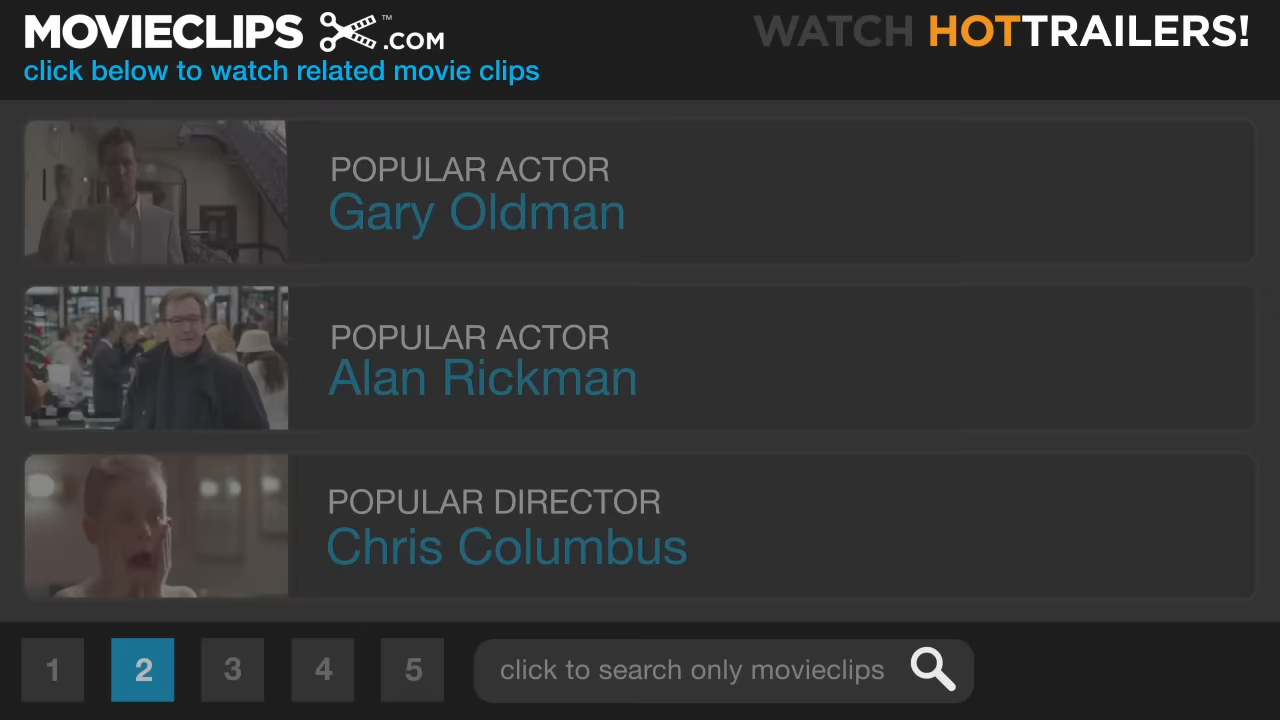 MOVIECLIPS ™ .COM
WATCH HOTTRAILERS!
click below to watch related movie clips
POPULAR ACTOR
Gary Oldman
POPULAR ACTOR
Alan Rickman
POPULAR DIRECTOR
Chris Columbus
1 2 3 4 5
click to search only movieclips